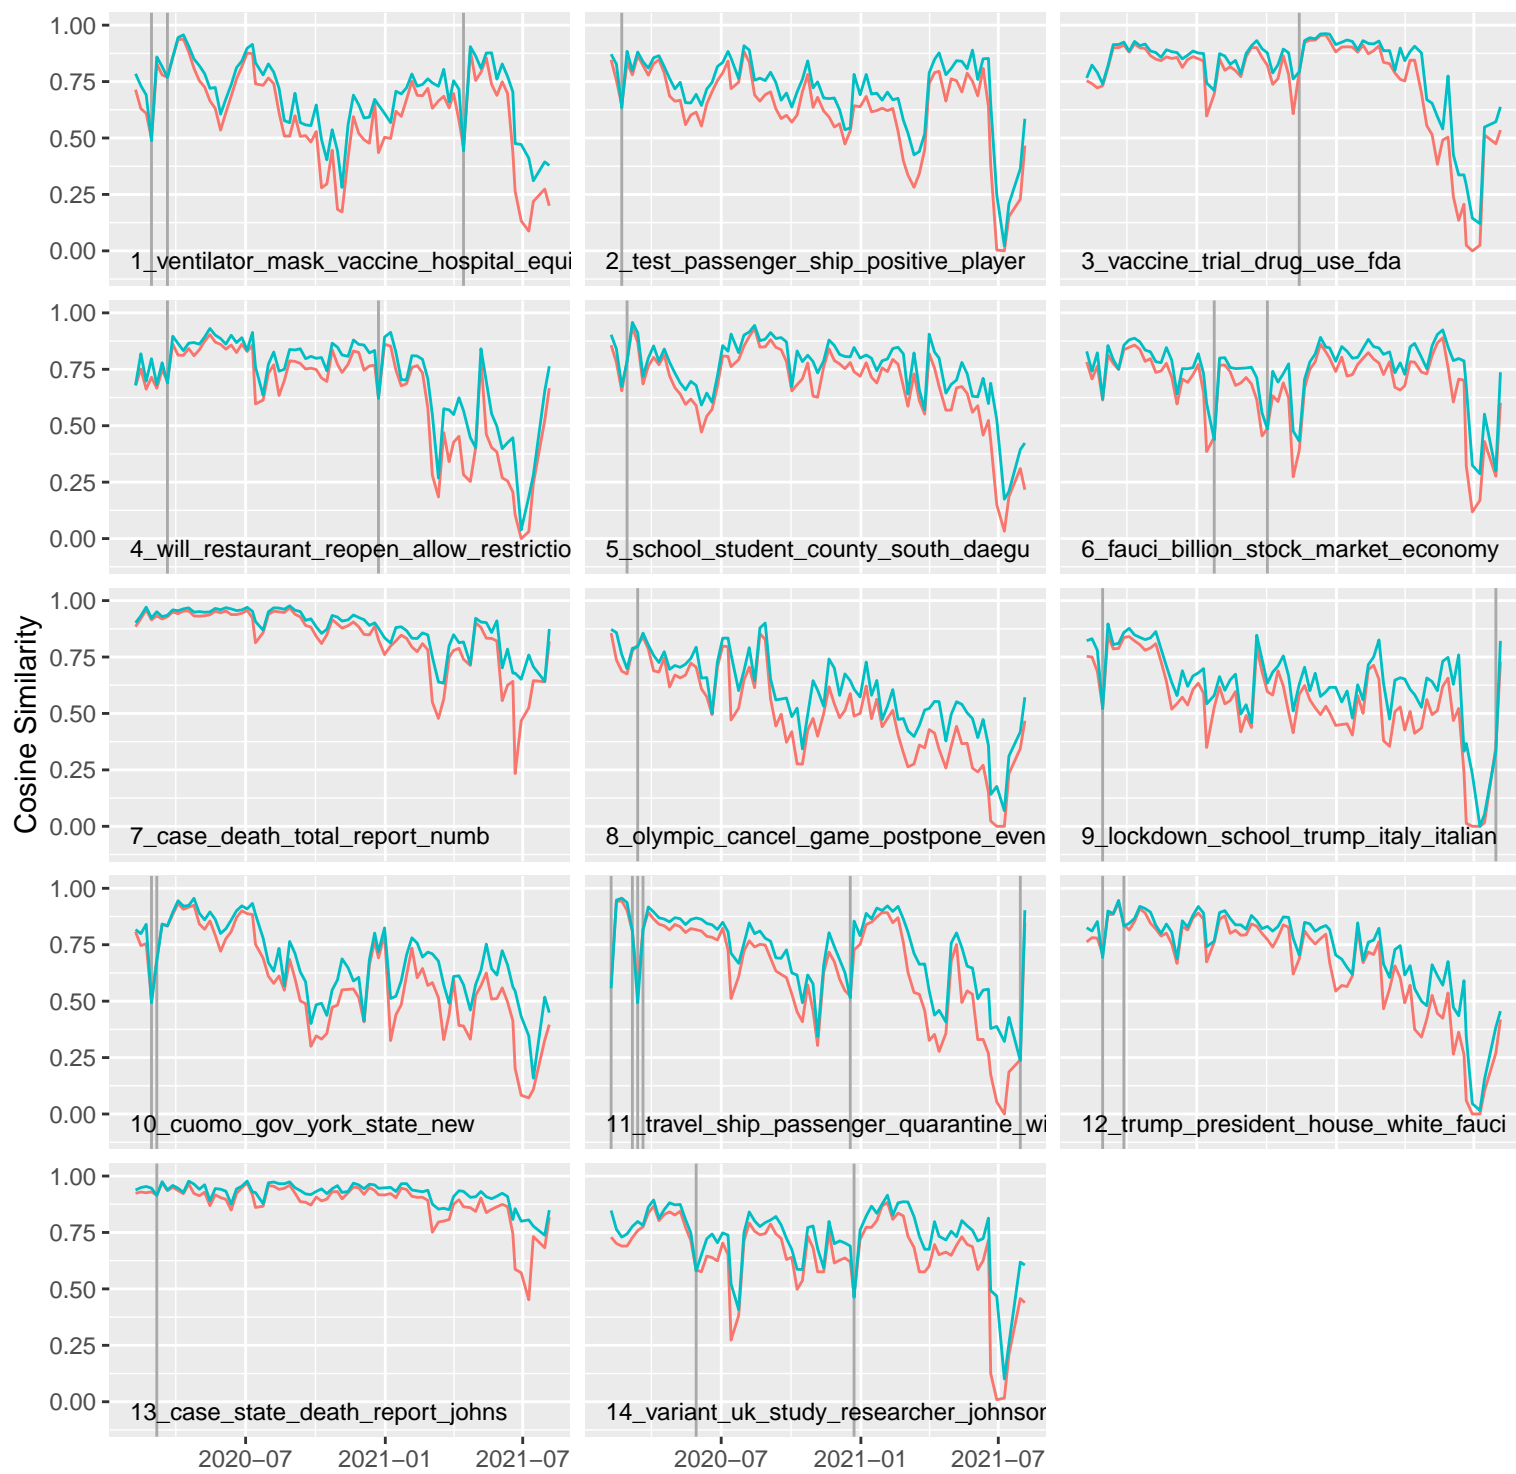 Cosine Similarity
1.00
0.75
0.50
0.25
0.00
1_ventilator_mask_vaccine_hospital_equi
2_test_passenger_ship_positive_player
3_vaccine_trial_drug_use_fda
1.00
0.75
0.50
0.25
0.00
4_will_restaurant_reopen_allow_restrictio
5_school_student_county_south_daegu
6_fauci_billion_stock_market_economy
1.00
0.75
0.50
0.25
0.00
7_case_death_total_report_numb
8_olympic_cancel_game_postpone_even
9_lockdown_school_trump_italy_italian
1.00
0.75
0.50
0.25
0.00
10_cuomo_gov_york_state_new
11_travel_ship_passenger_quarantine_wi
12_trump_president_house_white_fauci
1.00
0.75
0.50
0.25
0.00
13_case_state_death_report_johns
14_variant_uk_study_researcher_johnson
2020−07 2021−01 2021−07
2020−07 2021−01 2021−07